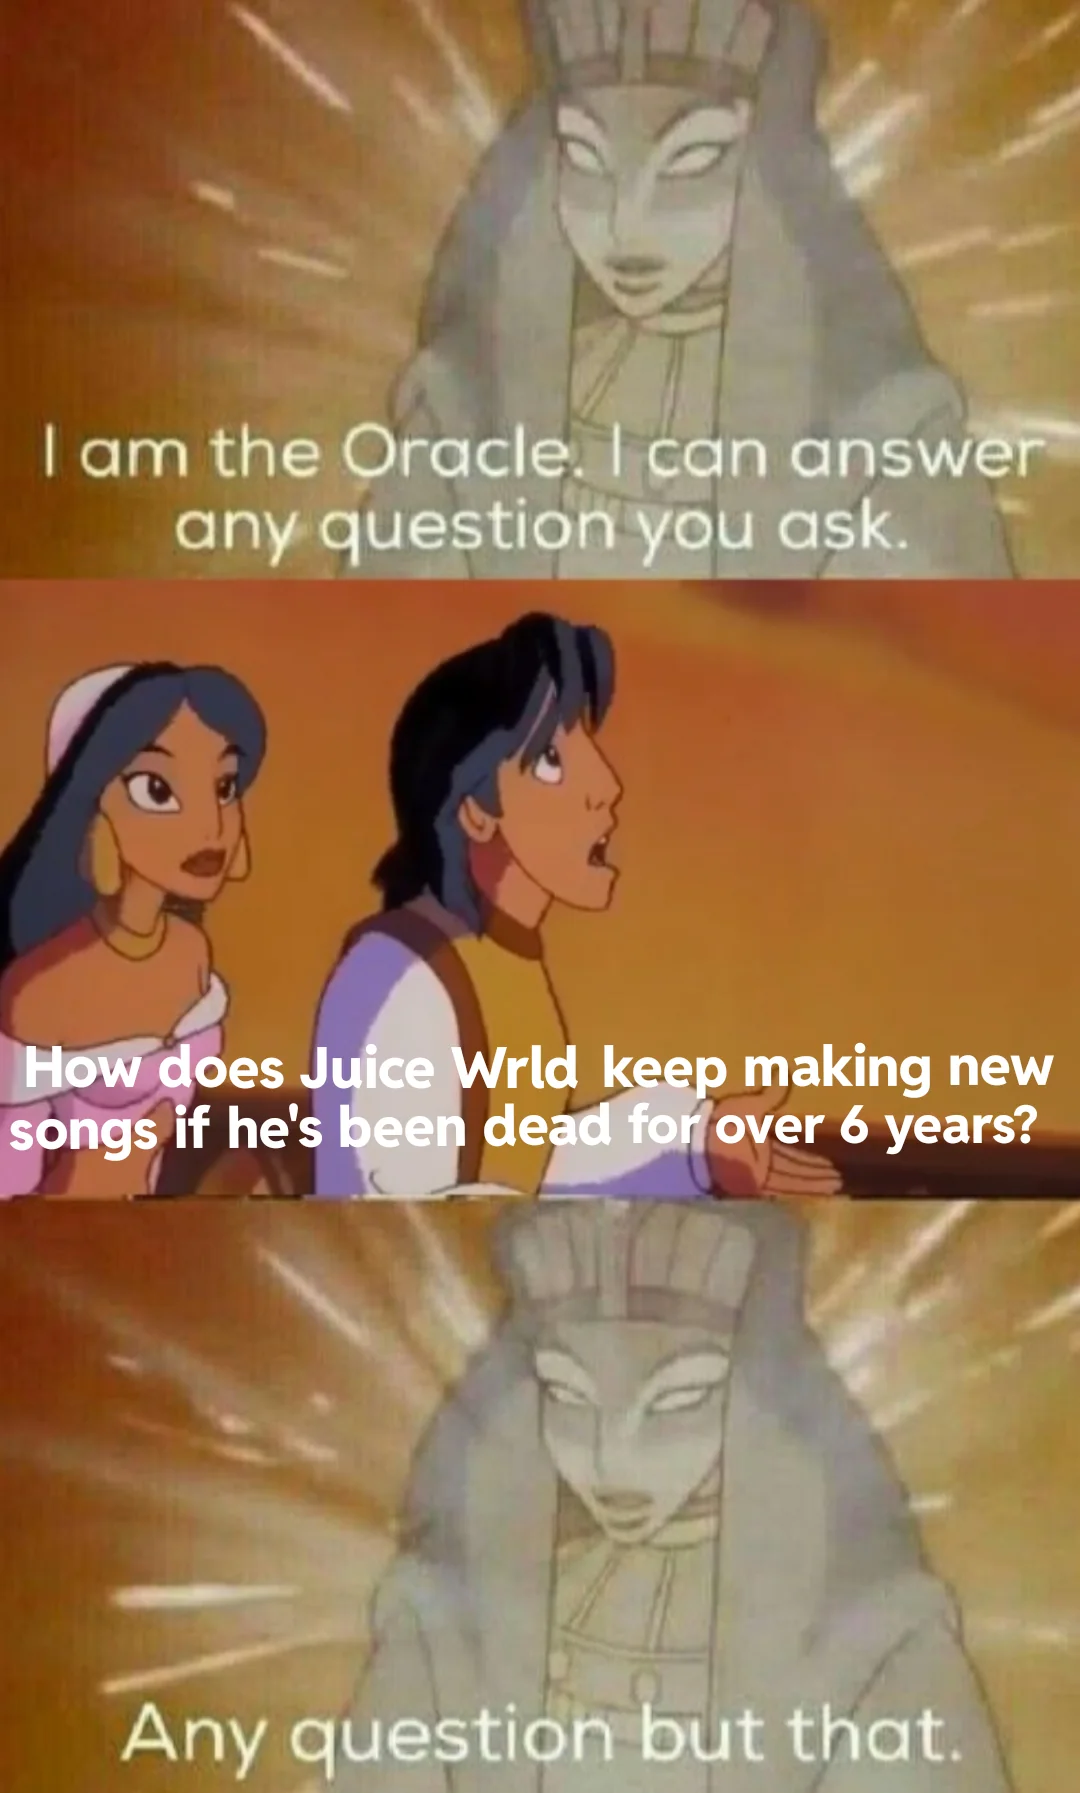 I am the Oracle. I can answer
any question you ask.
How does Juice Wrld keep making new
songs if he's been dead for over 6 years?
Any question but that.